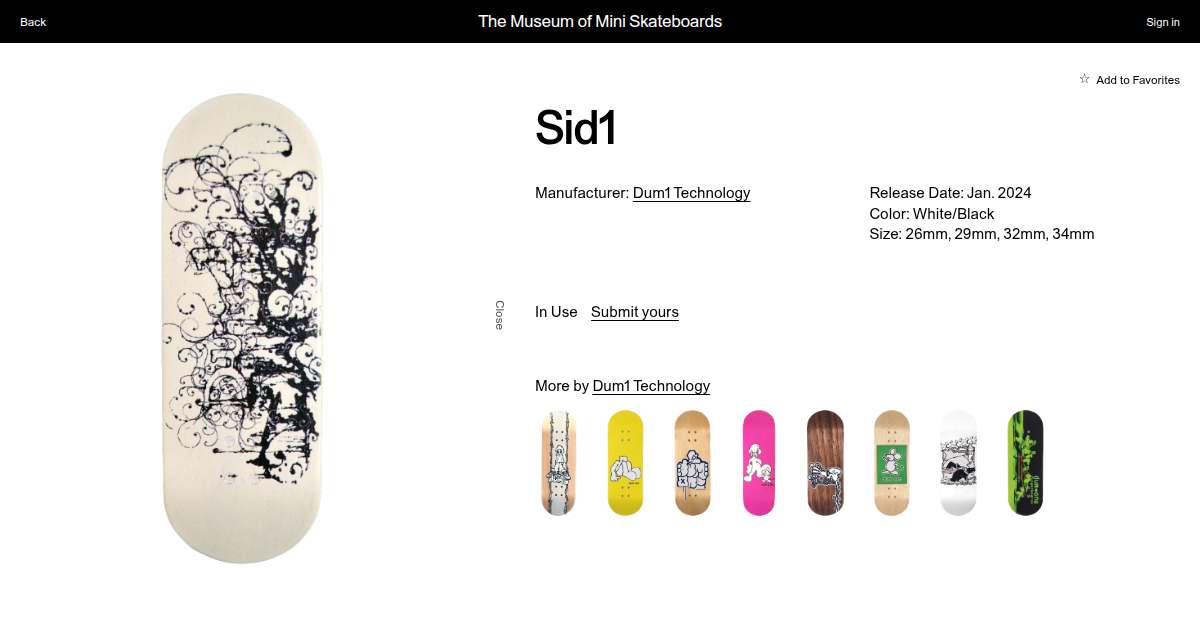 Back
The Museum of Mini Skateboards
Sign in
☆ Add to Favorites
Sid1
Manufacturer: Dum1 Technology
Release Date: Jan. 2024
Color: White/Black
Size: 26mm, 29mm, 32mm, 34mm
Close
In Use Submit yours
More by Dum1 Technology